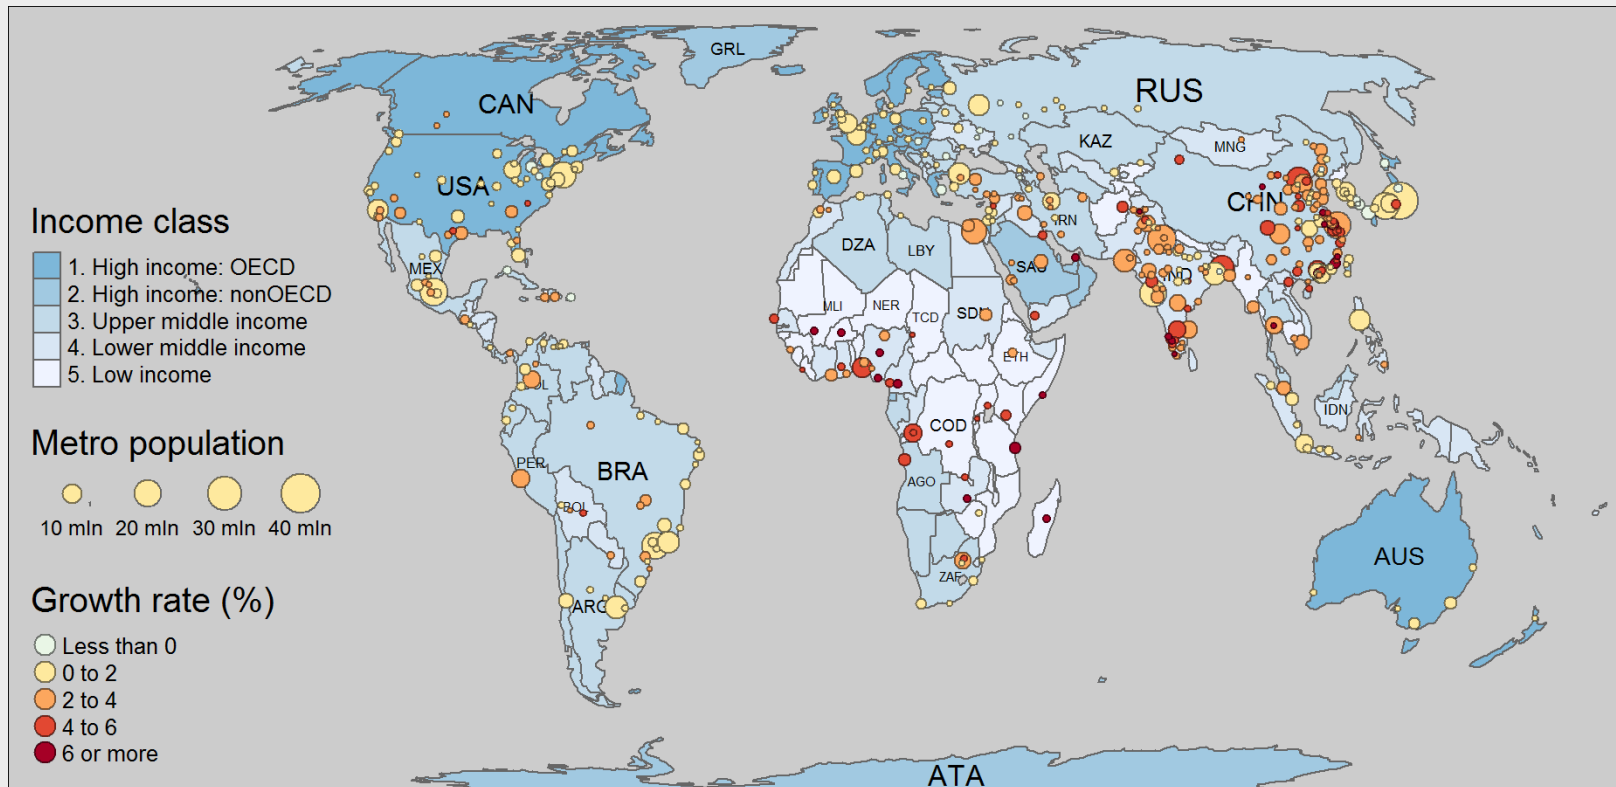 GRL
CAN
RUS
KAZ
MNG
USA
CHN
Income class
1. High income: OECD
2. High income: nonOECD
3. Upper middle income
4. Lower middle income
5. Low income
MEX
DZA
LBY
IRN
SAU
IND
MLI
NER
TCD
SDN
ETH
COL
IDN
COD
Metro population
10 mln 20 mln 30 mln 40 mln
PER
BRA
AGO
BOL
AUS
ZAF
ARG
Growth rate (%)
Less than 0
0 to 2
2 to 4
4 to 6
6 or more
ATA